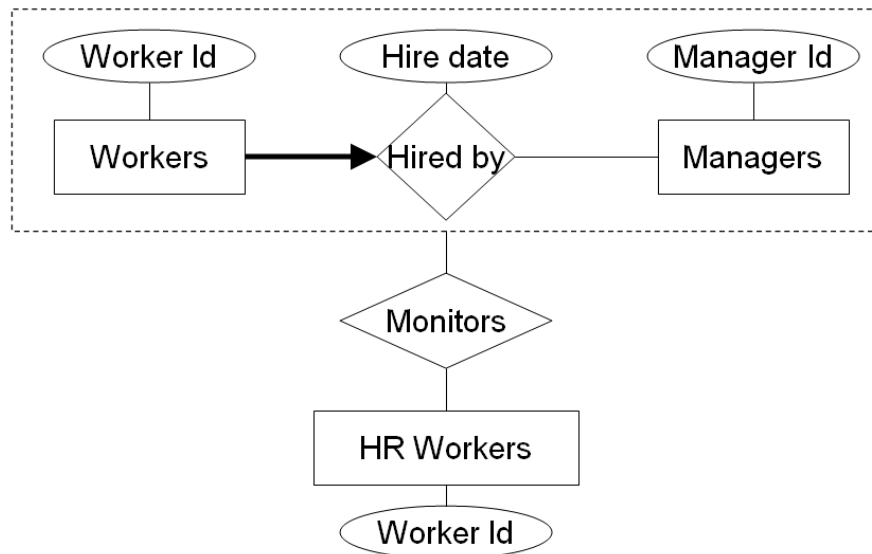 Worker Id
Hire date
Manager Id
Workers
Hired by
Managers
Monitors
HR Workers
Worker Id